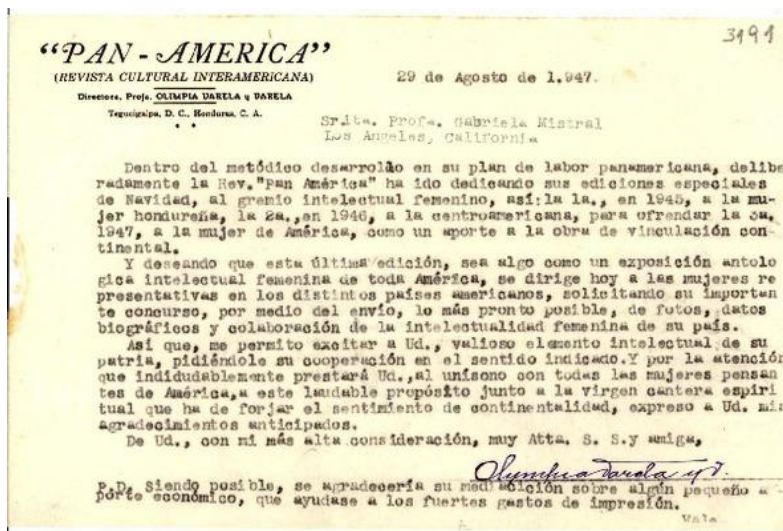 3191
“PAN - AMERICA”
(REVISTA CULTURAL INTERAMERICANA)
Directora, Profa. OLIMPIA VARELA y VARELA
Tegucigalpa, D. C., Honduras, C. A.
29 de Agosto de 1.947.
Srita. Profa. Gabriela Mistral
Los Angeles, California
Dentro del metódico desarrollo en su plan de labor panamericana, delibe
radamente la Rev."Pan América" ha ido dedicando sus ediciones especiales
de Navidad, al gremio intelectual femenino, así:la 1a., en 1945, a la mu-
jer hondureña, la 2a.,en 1946, a la centroamericana, para ofrendar la 3a.
1947, a la mujer de América, como un aporte a la obra de vinculación con-
tinental.
Y deseando que esta última edición, sea algo como un exposición antolo
gica intelectual femenina de toda América, se dirige hoy a las mujeres re
presentativas en los distintos países americanos, solicitando su importan
te concurso, por medio del envío, lo más pronto posible, de fotos, datos
biográficos y colaboración de la intelectualidad femenina de su país.
Asi que, me permito excitar a Ud., valioso elemento intelectual de su
patria, pidiéndole su cooperación en el sentido indicado.Y por la atención
que indidudablemente prestará Ud.,al unísono con todas las mujeres pensan
tes de América,a este laudable propósito junto a la virgen cantera espiri
tual que ha de forjar el sentimiento de continentalidad, expreso a Ud. mis
agradecimientos anticipados.
De Ud., con mi más alta consideración, muy Atta. S. S.y amiga,
Olympia Varela y V.
P.D. Siendo posible, se agradecería su mediación sobre algún pequeño a-
porte económico, que ayudase a los fuertes gastos de impresión.
Vale